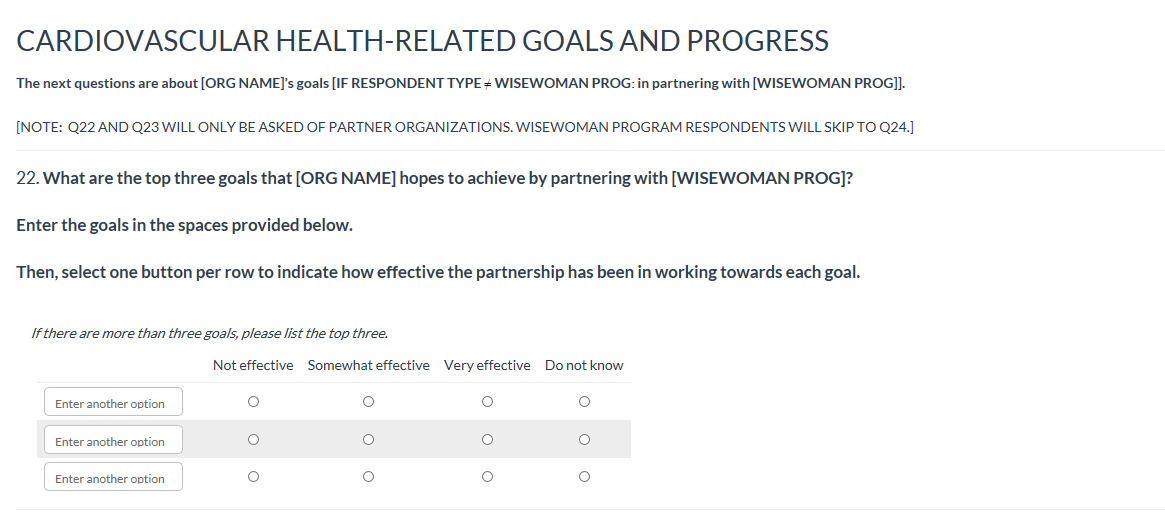 CARDIOVASCULAR HEALTH-RELATED GOALS AND PROGRESS
The next questions are about [ORG NAME]'s goals [IF RESPONDENT TYPE ≠ WISEWOMAN PROG: in partnering with [WISEWOMAN PROG]].
[NOTE: Q22 AND Q23 WILL ONLY BE ASKED OF PARTNER ORGANIZATIONS. WISEWOMAN PROGRAM RESPONDENTS WILL SKIP TO Q24.]
22. What are the top three goals that [ORG NAME] hopes to achieve by partnering with [WISEWOMAN PROG]?
Enter the goals in the spaces provided below.
Then, select one button per row to indicate how effective the partnership has been in working towards each goal.
If there are more than three goals, please list the top three.
Not effective Somewhat effective Very effective Do not know
Enter another option
Enter another option
Enter another option